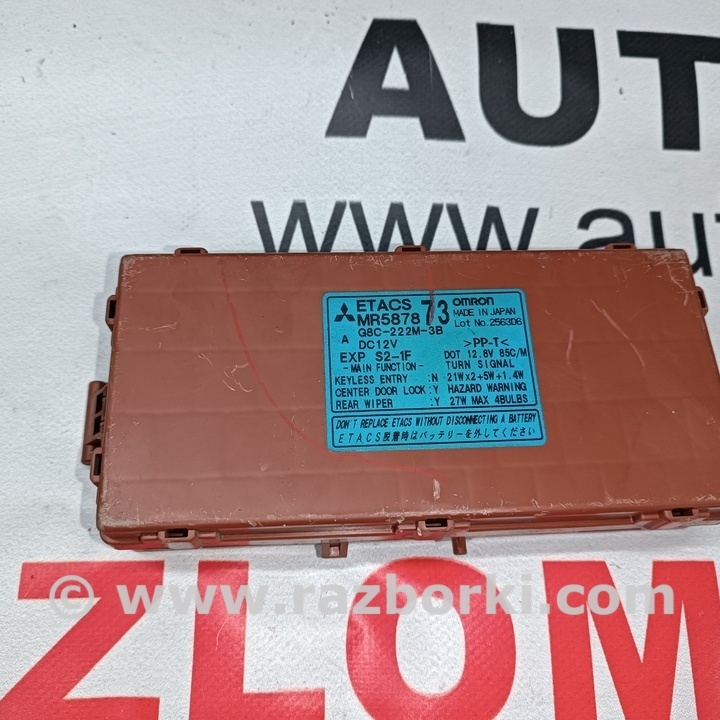 AUT
www.aut
ETACS 73 OMRON
MR5878 MADE IN JAPAN
G8C-222M-3B Lot No.2563D6
A DC12V >PP-T<
EXP S2-1F DOT 12.8V 85C/M
-MAIN FUNCTION- TURN SIGNAL
KEYLESS ENTRY :N 21W×2+5W+1.4W
CENTER DOOR LOCK:Y HAZARD WARNING
REAR WIPER :Y 27W MAX 4BULBS
DON'T REPLACE ETACS WITHOUT DISCONNECTING A BATTERY
ETACS脱着時はバッテリーを外してください
© www.razborki.com
ZLOM